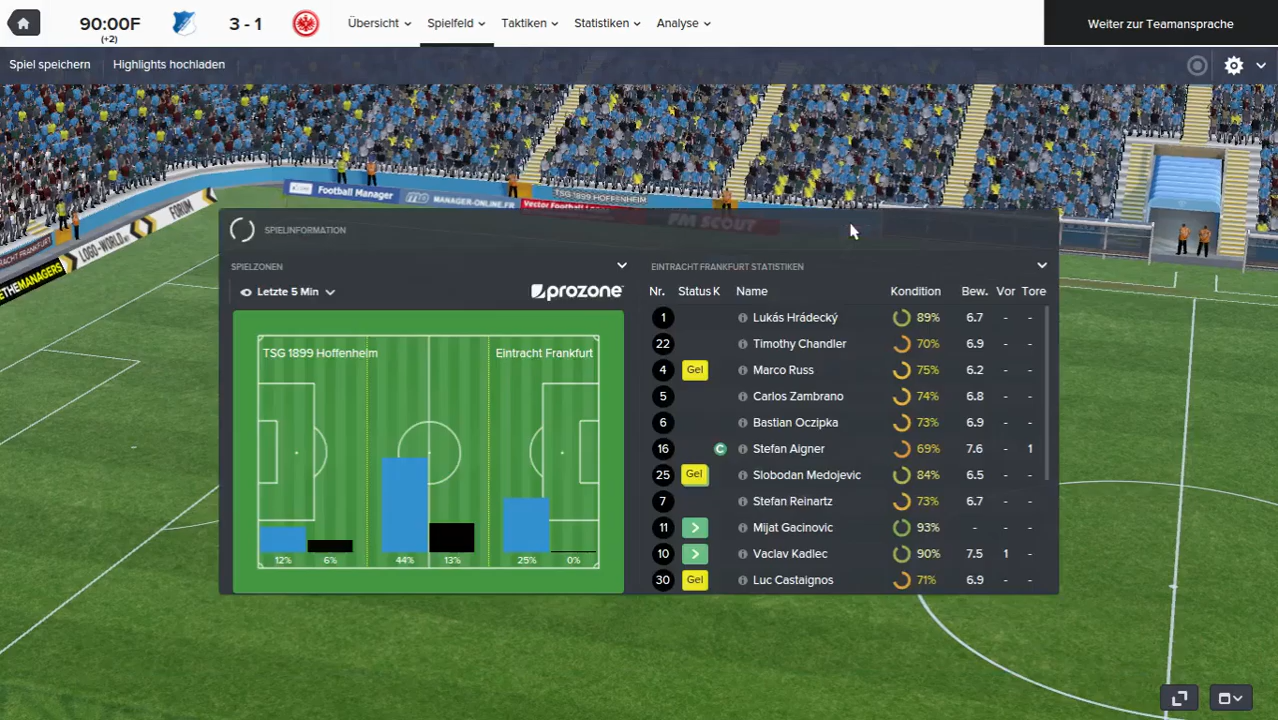 90:00F
(+2)
3 - 1
Übersicht
Spielfeld
Taktiken
Statistiken
Analyse
Weiter zur Teamansprache
Spiel speichern
Highlights hochladen
Football Manager
MANAGER-ONLINE.FR
TSG 1899 HOFFENHEIM
FM SCOUT
FORUM
LOGO-WORLD
SPIELINFORMATION
SPIELZONEN
Letzte 5 Min
prozone
TSG 1899 Hoffenheim
Eintracht Frankfurt
12% 6% 44% 13% 25% 0%
EINTRACHT FRANKFURT STATISTIKEN
Nr. Status K Name Kondition Bew. Vor Tore
1 Lukás Hrádecký 89% 6.7 - -
22 Timothy Chandler 70% 6.9 - -
4 Gel Marco Russ 75% 6.2 - -
5 Carlos Zambrano 74% 6.8 - -
6 Bastian Oczipka 73% 6.9 - -
16 C Stefan Aigner 69% 7.6 - 1
25 Gel Slobodan Medojevic 84% 6.5 - -
7 Stefan Reinartz 73% 6.7 - -
11 Mijat Gacinovic 93% - - -
10 Vaclav Kadlec 90% 7.5 1 -
30 Gel Luc Castaignos 71% 6.9 - -